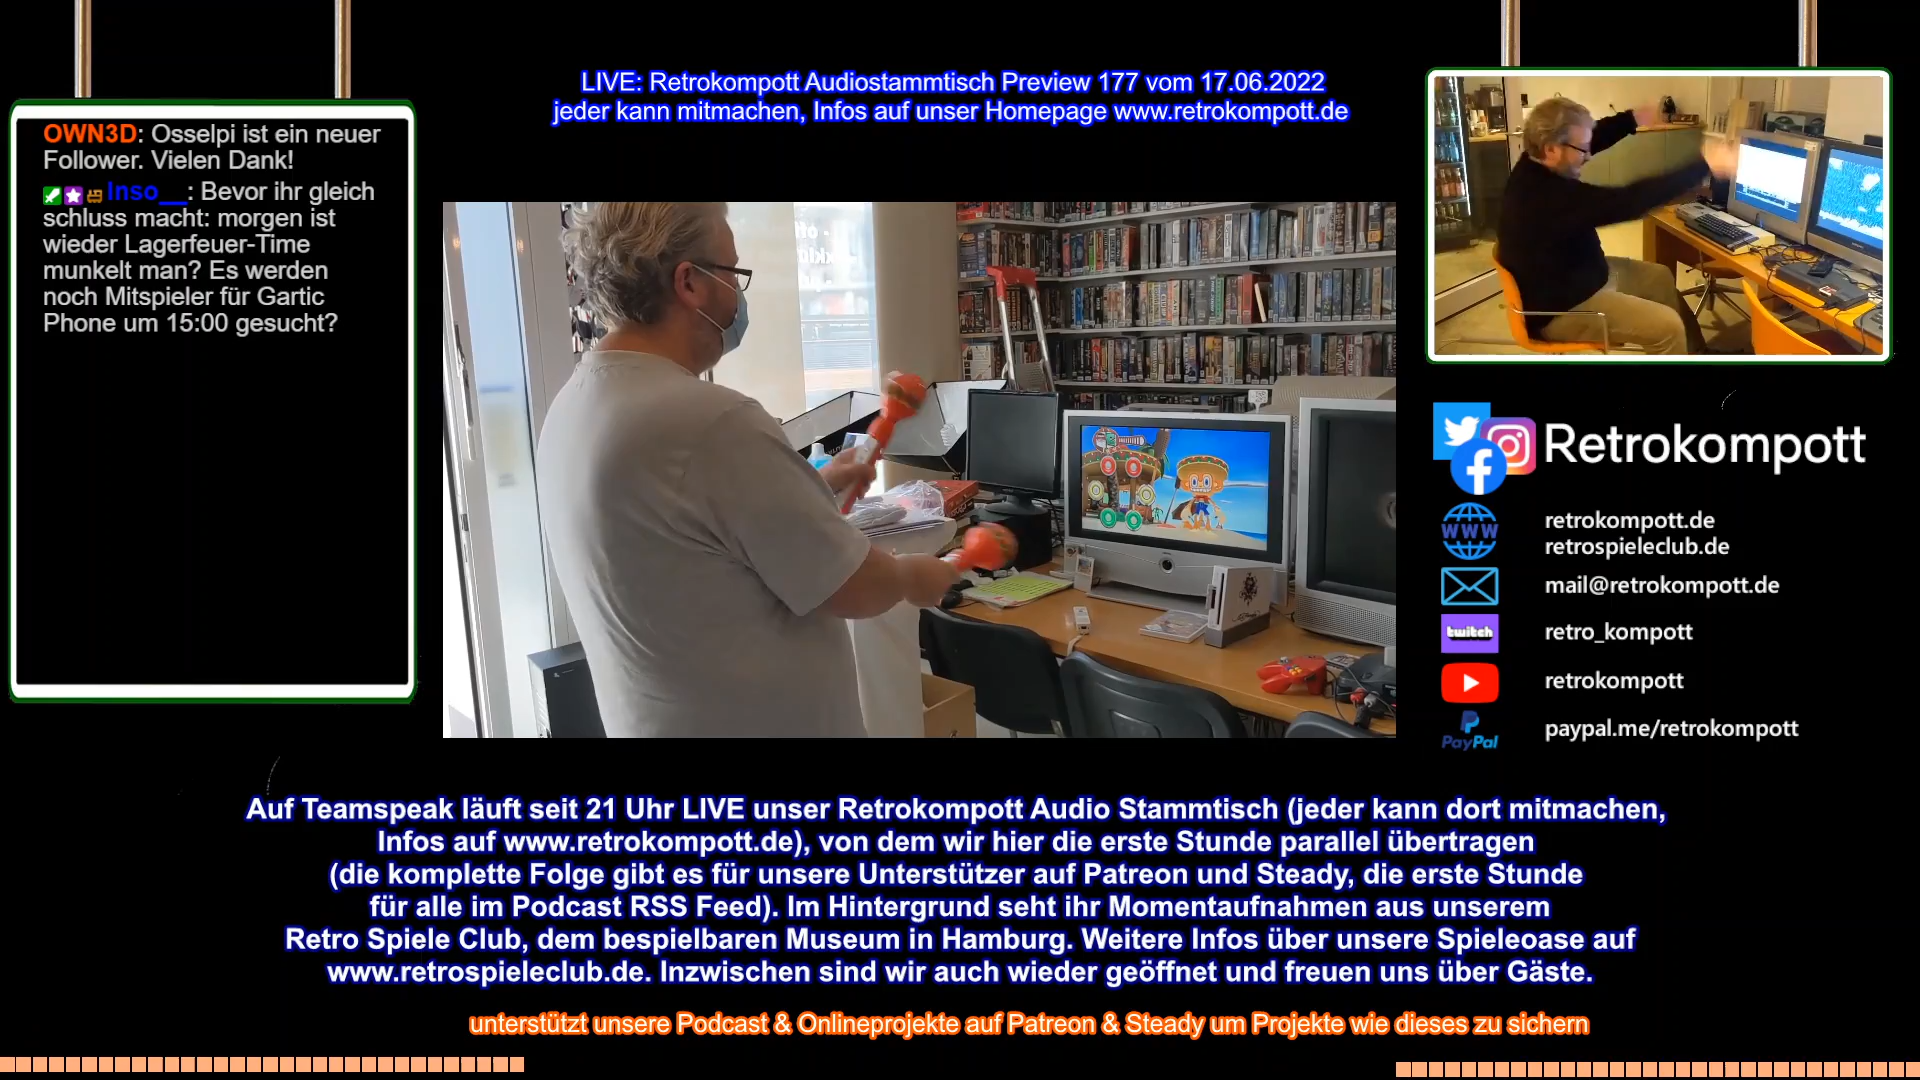 LIVE: Retrokompott Audiostammtisch Preview 177 vom 17.06.2022
jeder kann mitmachen, Infos auf unser Homepage www.retrokompott.de
OWN3D: Osselpi ist ein neuer
Follower. Vielen Dank!
Inso__: Bevor ihr gleich
schluss macht: morgen ist
wieder Lagerfeuer-Time
munkelt man? Es werden
noch Mitspieler für Gartic
Phone um 15:00 gesucht?
Retrokompott
WWW
retrokompott.de
retrospieleclub.de
mail@retrokompott.de
twitch
retro_kompott
retrokompott
PayPal
paypal.me/retrokompott
Auf Teamspeak läuft seit 21 Uhr LIVE unser Retrokompott Audio Stammtisch (jeder kann dort mitmachen,
Infos auf www.retrokompott.de), von dem wir hier die erste Stunde parallel übertragen
(die komplette Folge gibt es für unsere Unterstützer auf Patreon und Steady, die erste Stunde
für alle im Podcast RSS Feed). Im Hintergrund seht ihr Momentaufnahmen aus unserem
Retro Spiele Club, dem bespielbaren Museum in Hamburg. Weitere Infos über unsere Spieleoase auf
www.retrospieleclub.de. Inzwischen sind wir auch wieder geöffnet und freuen uns über Gäste.
unterstützt unsere Podcast & Onlineprojekte auf Patreon & Steady um Projekte wie dieses zu sichern